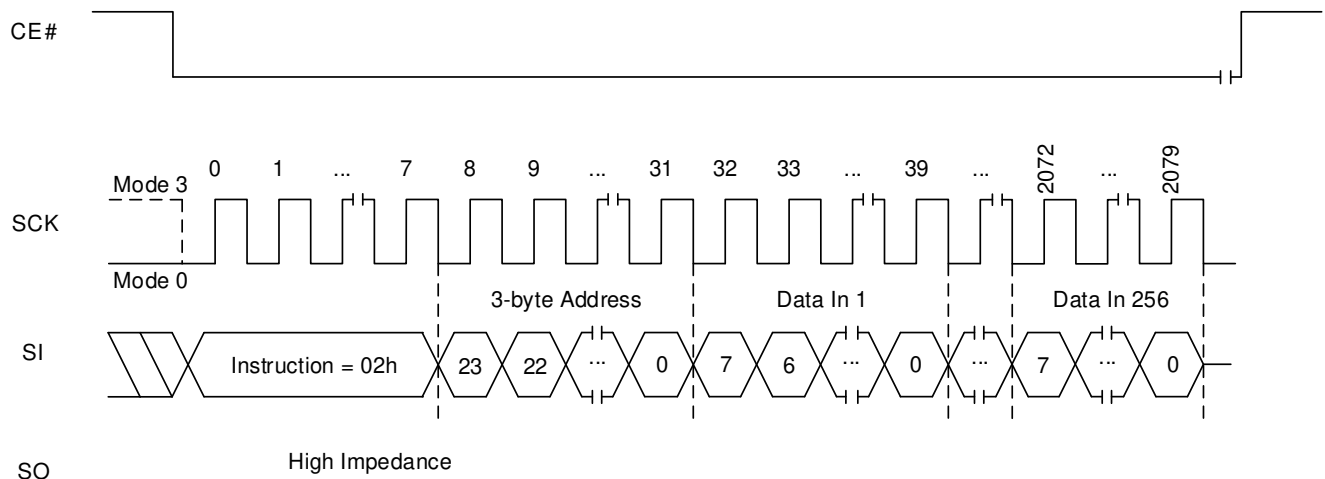 CE#
0 1 ... 7 8 9 ... 31 32 33 ... 39 ... 2072 ... 2079
Mode 3
SCK
Mode 0
3-byte Address Data In 1 Data In 256
SI
Instruction = 02h 23 22 ... 0 7 6 ... 0 ... 7 ... 0
High Impedance
SO